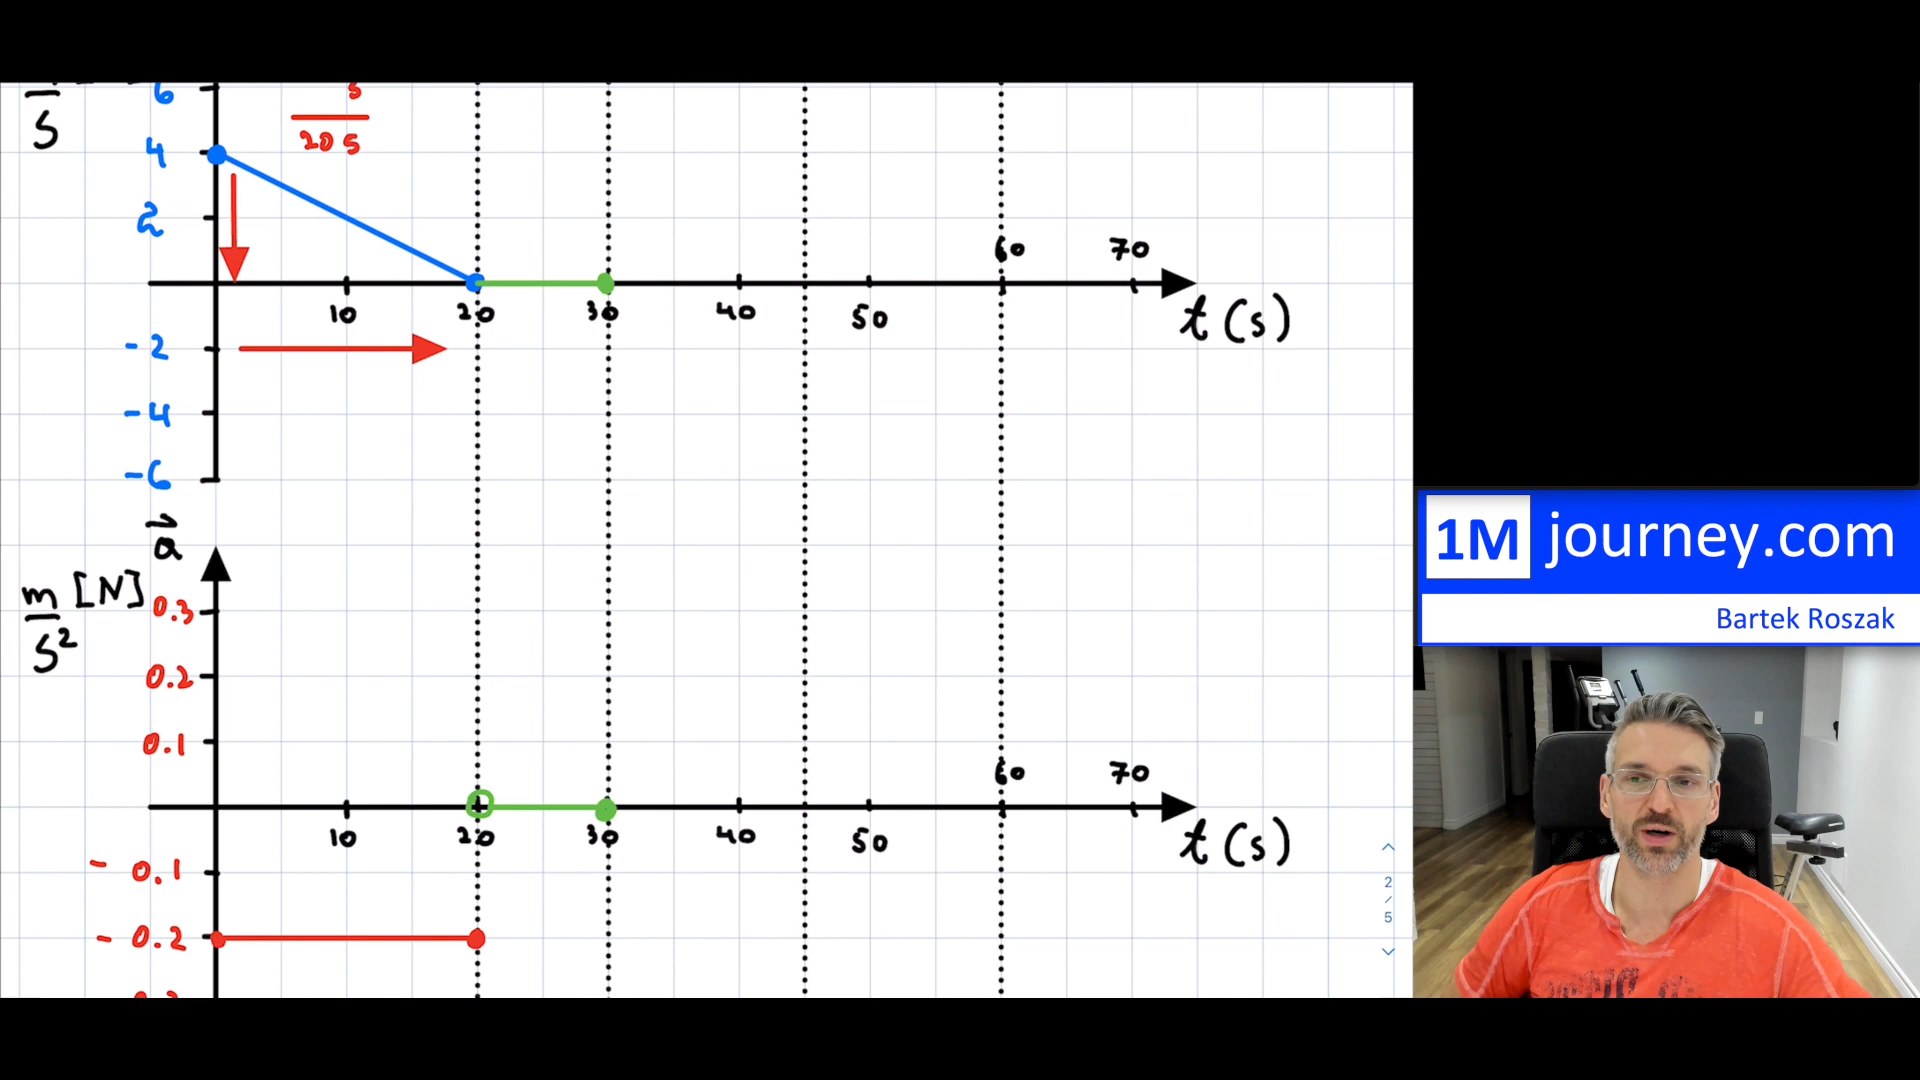 6
s
s
20 s
4
2
60 70
10 20 30 40 50
t (s)
-2
-4
-6
a
m [N]
s²
0.3
0.2
0.1
60 70
10 20 30 40 50
t (s)
-0.1
-0.2
2
/
5
1M journey.com
Bartek Roszak